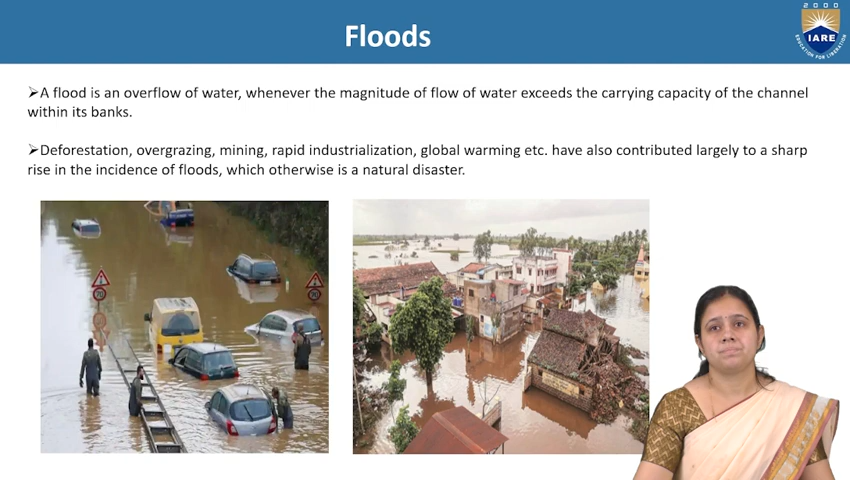 Floods
2000
IARE
EDUCATION FOR LIBERATION
➢A flood is an overflow of water, whenever the magnitude of flow of water exceeds the carrying capacity of the channel
within its banks.
➢Deforestation, overgrazing, mining, rapid industrialization, global warming etc. have also contributed largely to a sharp
rise in the incidence of floods, which otherwise is a natural disaster.